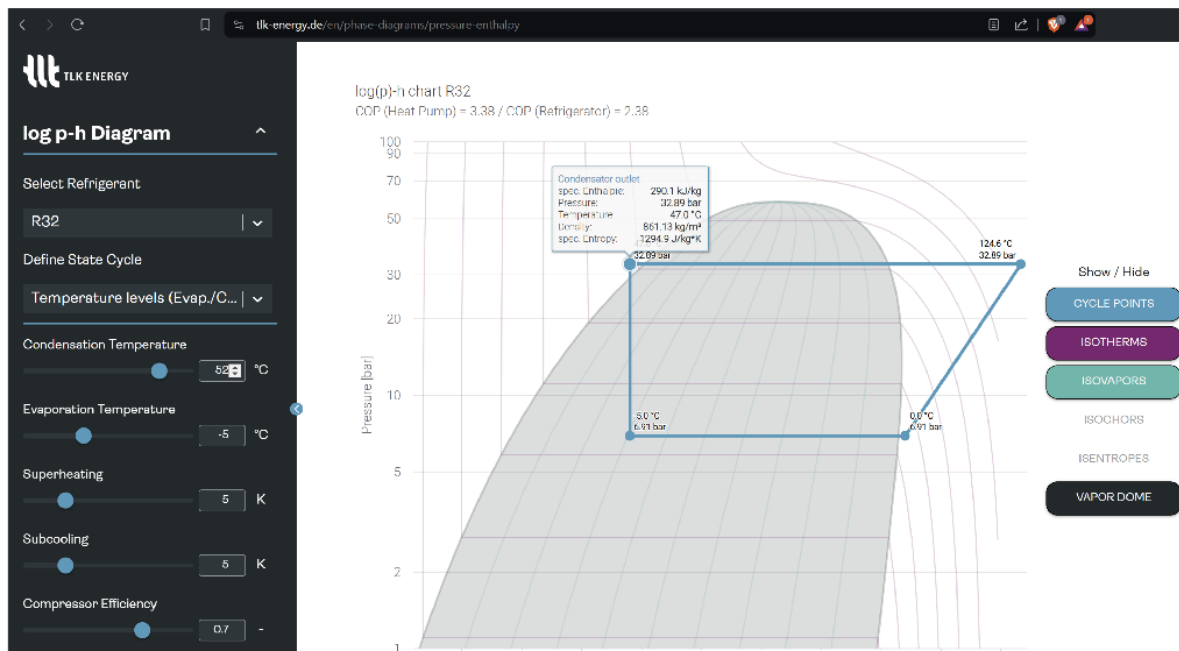 tlk-energy.de/en/phase-diagrams/pressure-enthalpy
TLK ENERGY
log p-h Diagram
Select Refrigerant
R32
Define State Cycle
Temperature levels (Evap./C...
Condensation Temperature
52 °C
Evaporation Temperature
-5 °C
Superheating
5 K
Subcooling
5 K
Compressor Efficiency
0.7 -
log(p)-h chart R32
COP (Heat Pump) = 3.38 / COP (Refrigerator) = 2.38
Pressure [bar]
100
90
70
50
30
20
10
5
2
1
Condensator outlet
spec. Enthalpie: 290.1 kJ/kg
Pressure: 32.89 bar
Temperature 47.0 °C
Density: 861.13 kg/m³
spec. Entropy: 1294.9 J/kg*K
32.89 bar
124.6 °C
32.89 bar
-5.0 °C
6.91 bar
0.0 °C
6.91 bar
Show / Hide
CYCLE POINTS
ISOTHERMS
ISOVAPORS
ISOCHORS
ISENTROPES
VAPOR DOME